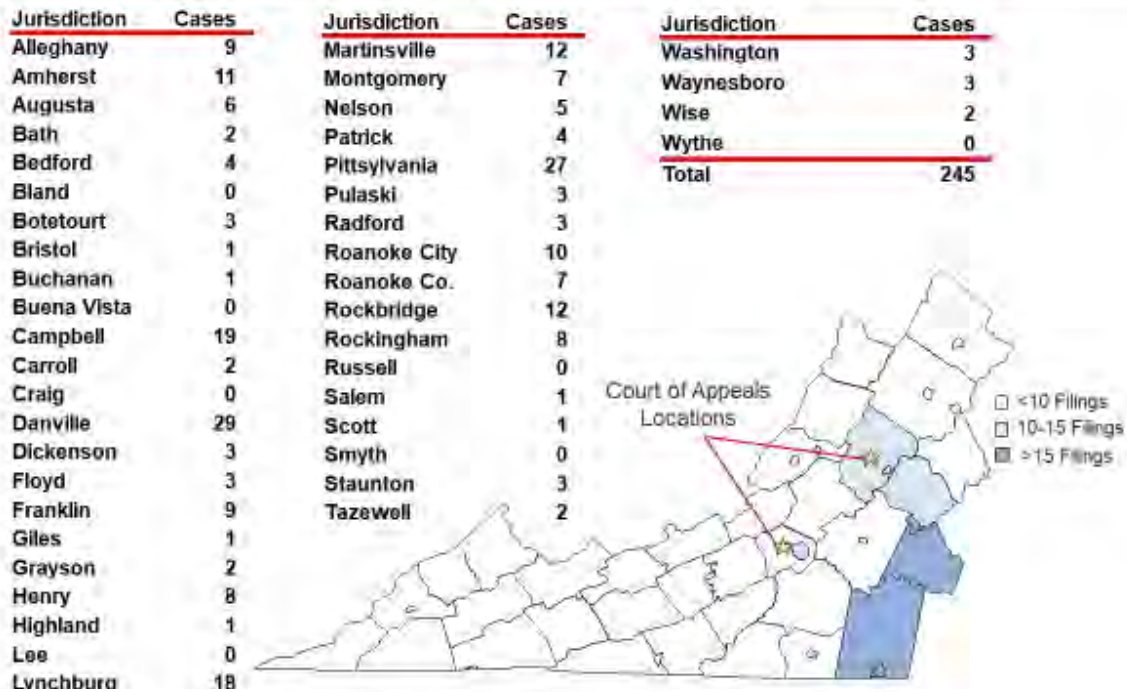 Jurisdiction Cases
Alleghany 9
Amherst 11
Augusta 6
Bath 2
Bedford 4
Bland 0
Botetourt 3
Bristol 1
Buchanan 1
Buena Vista 0
Campbell 19
Carroll 2
Craig 0
Danville 29
Dickenson 3
Floyd 3
Franklin 9
Giles 1
Grayson 2
Henry 8
Highland 1
Lee 0
Lynchburg 18
Jurisdiction Cases
Martinsville 12
Montgomery 7
Nelson 5
Patrick 4
Pittsylvania 27
Pulaski 3
Radford 3
Roanoke City 10
Roanoke Co. 7
Rockbridge 12
Rockingham 8
Russell 0
Salem 1
Scott 1
Smyth 0
Staunton 3
Tazewell 2
Jurisdiction Cases
Washington 3
Waynesboro 3
Wise 2
Wythe 0
Total 245
Court of Appeals
Locations
<10 Filings
10-15 Filings
>15 Filings